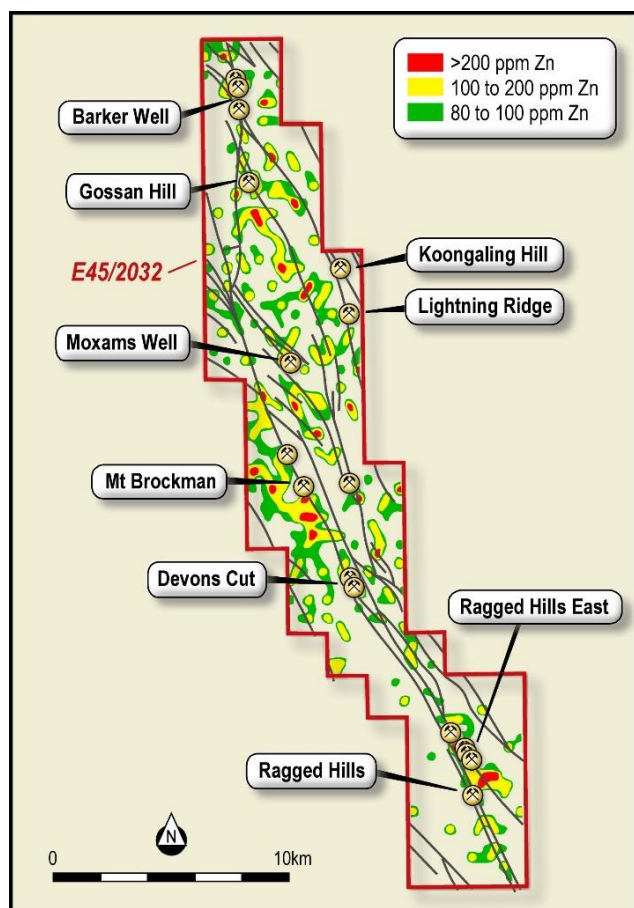 >200 ppm Zn
100 to 200 ppm Zn
80 to 100 ppm Zn
Barker Well
Gossan Hill
E45/2032
Koongaling Hill
Lightning Ridge
Moxams Well
Mt Brockman
Devons Cut
Ragged Hills East
Ragged Hills
N
0
10km